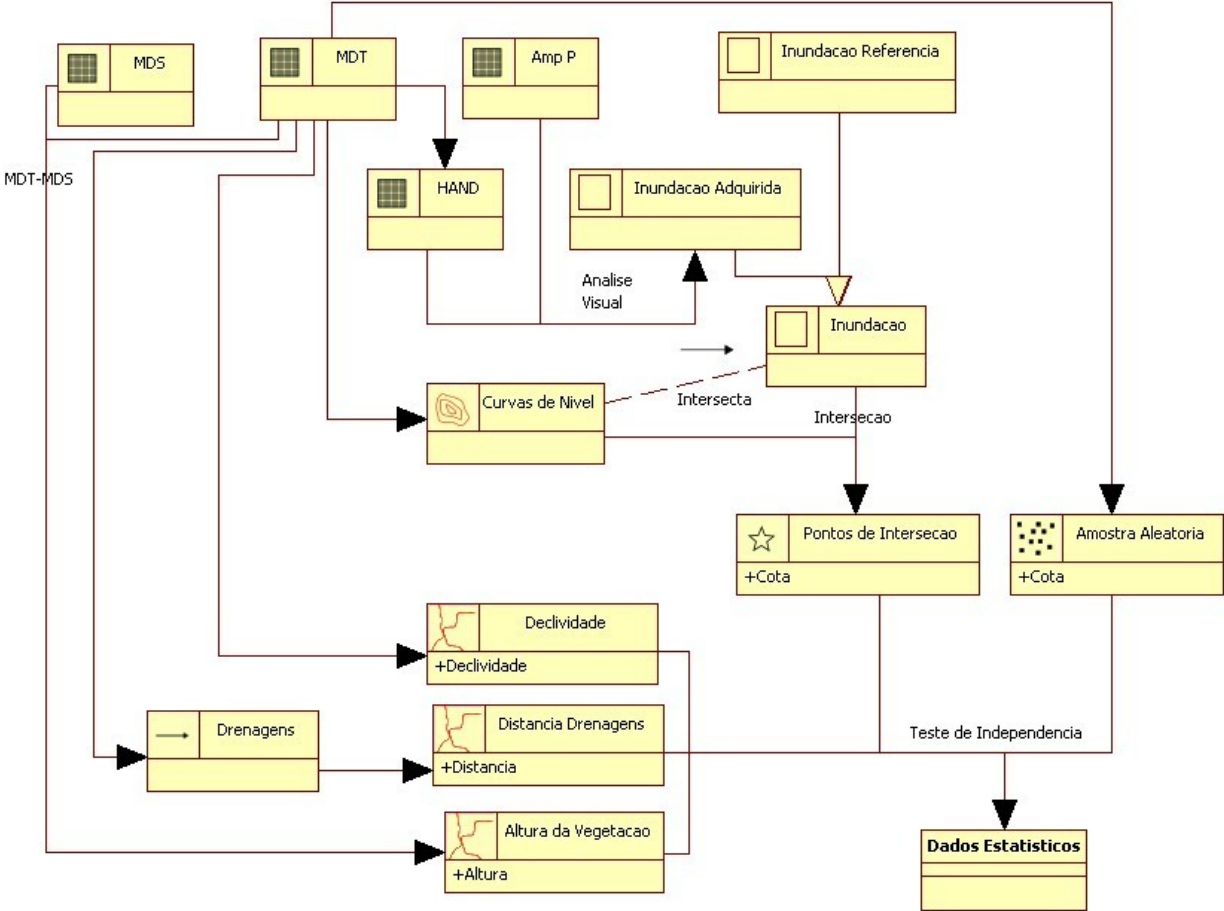 MDS
MDT
Amp P
Inundacao Referencia
MDT-MDS
HAND
Inundacao Adquirida
Analise
Visual
Inundacao
Curvas de Nivel
Intersecta
Intersecao
Pontos de Intersecao
+Cota
Amostra Aleatoria
+Cota
Declividade
+Declividade
Drenagens
Distancia Drenagens
+Distancia
Teste de Independencia
Altura da Vegetacao
+Altura
Dados Estatisticos